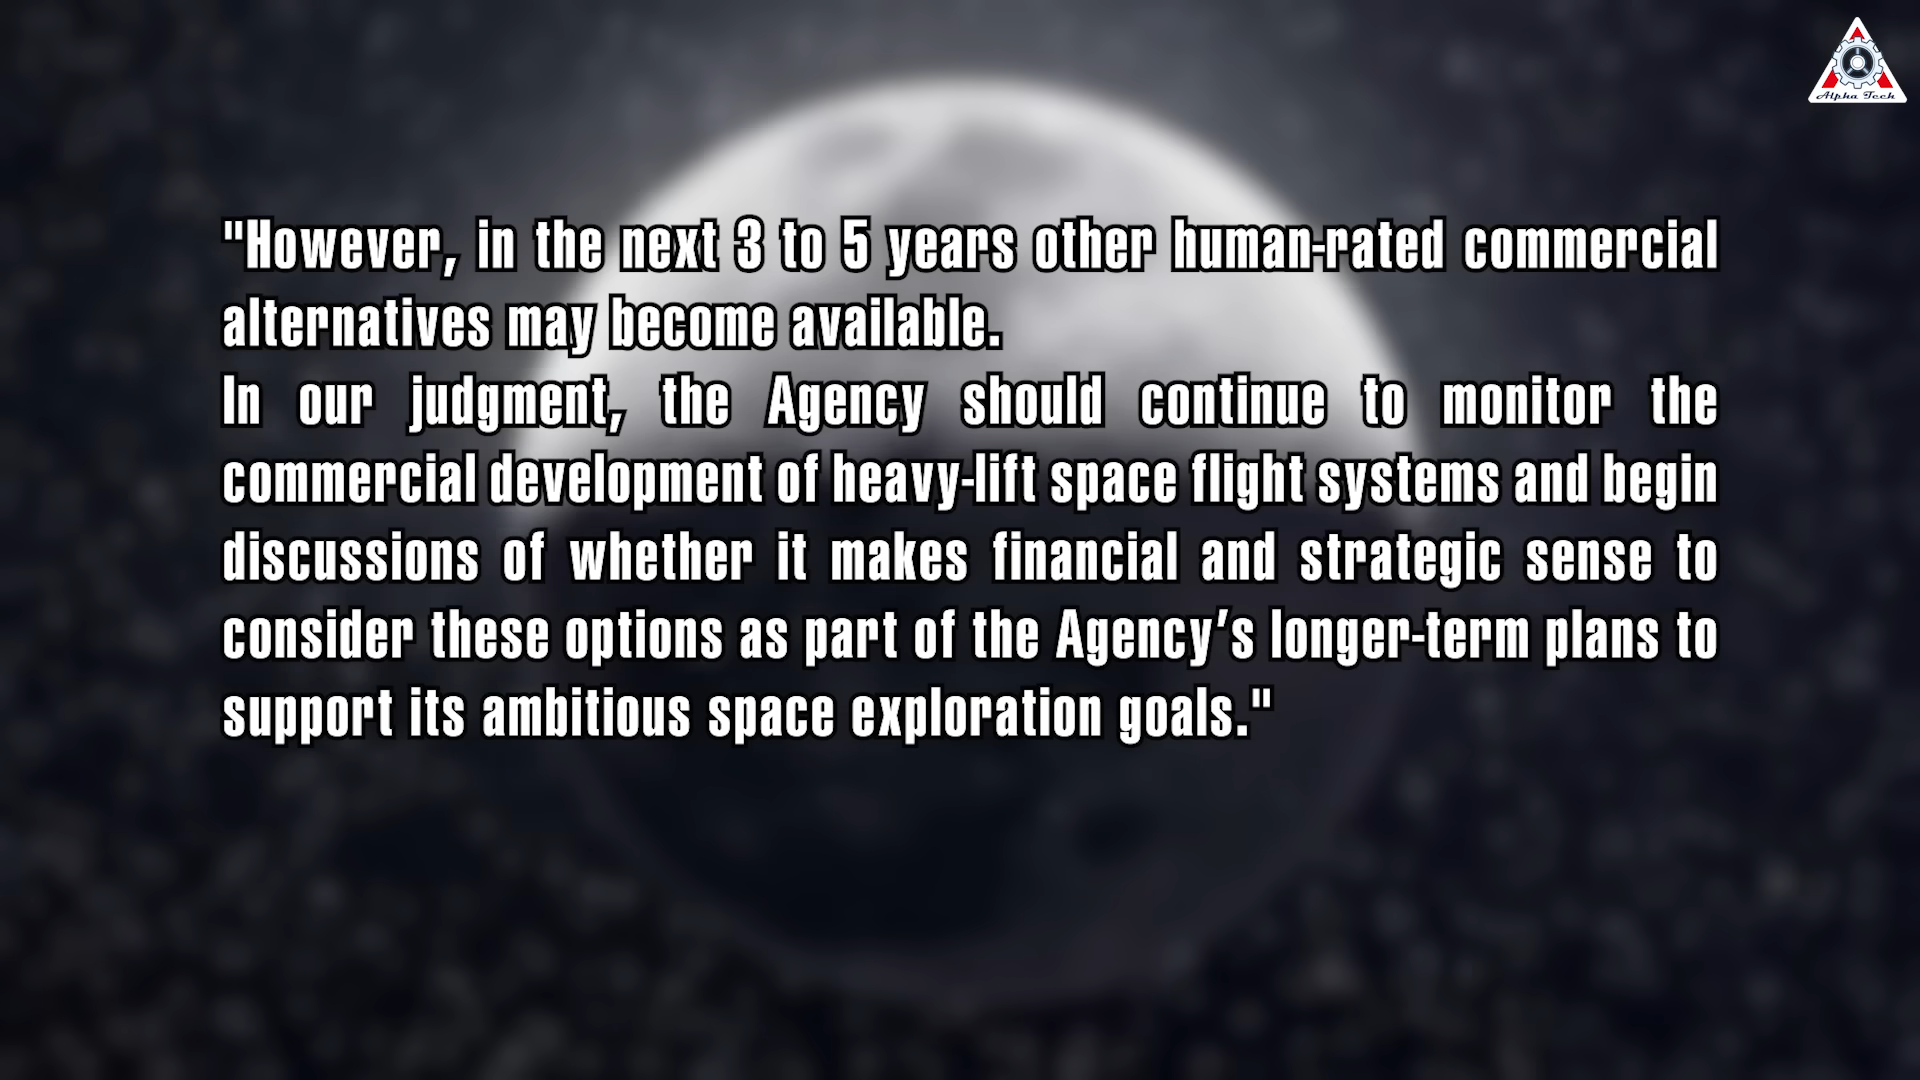 Alpha Tech
"However, in the next 3 to 5 years other human-rated commercial
alternatives may become available.
In our judgment, the Agency should continue to monitor the
commercial development of heavy-lift space flight systems and begin
discussions of whether it makes financial and strategic sense to
consider these options as part of the Agency’s longer-term plans to
support its ambitious space exploration goals."